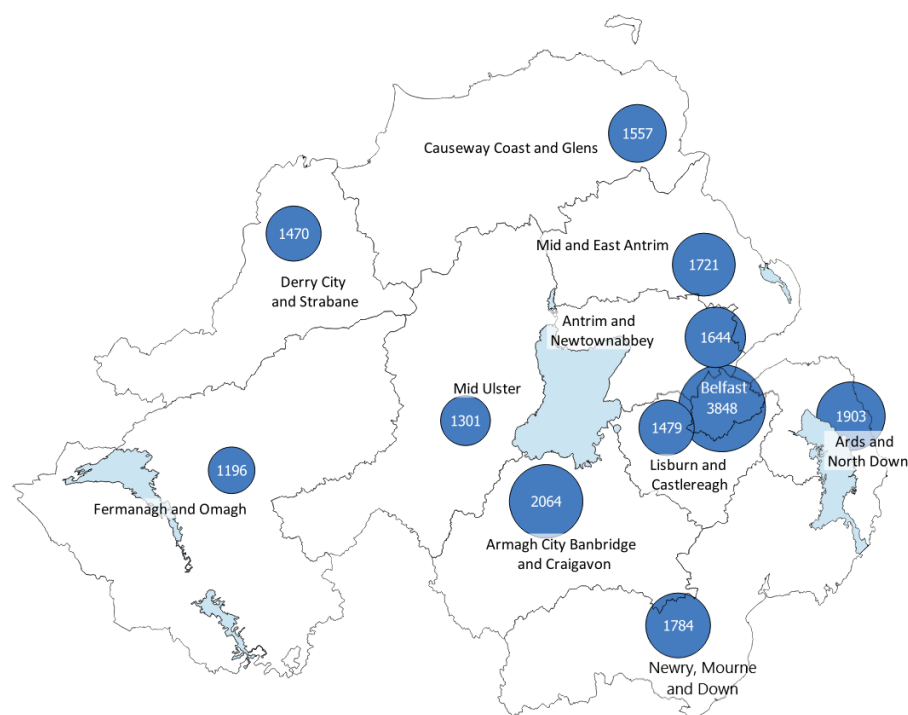 1557
Causeway Coast and Glens
1470
Derry City
and Strabane
Mid and East Antrim
1721
Antrim and
Newtownabbey
1644
Mid Ulster
1301
Belfast
3848
1479
Lisburn and
Castlereagh
1903
Ards and
North Down
1196
Fermanagh and Omagh
2064
Armagh City Banbridge
and Craigavon
1784
Newry, Mourne
and Down